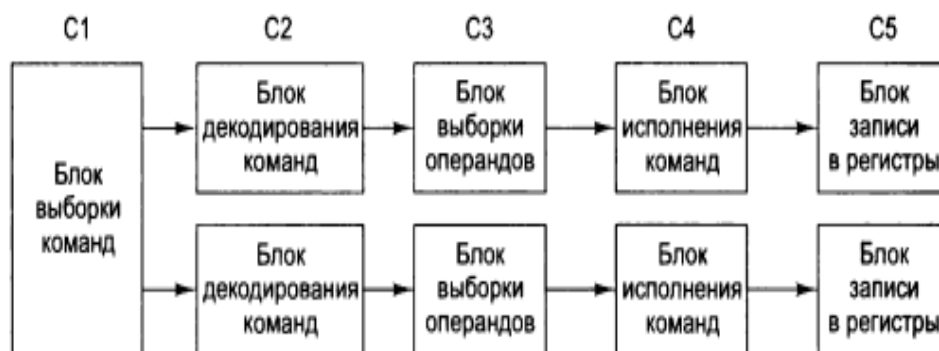 С1
С2
С3
С4
С5
Блок
выборки
команд
Блок
декодирования
команд
Блок
выборки
операндов
Блок
исполнения
команд
Блок
записи
в регистры
Блок
декодирования
команд
Блок
выборки
операндов
Блок
исполнения
команд
Блок
записи
в регистры